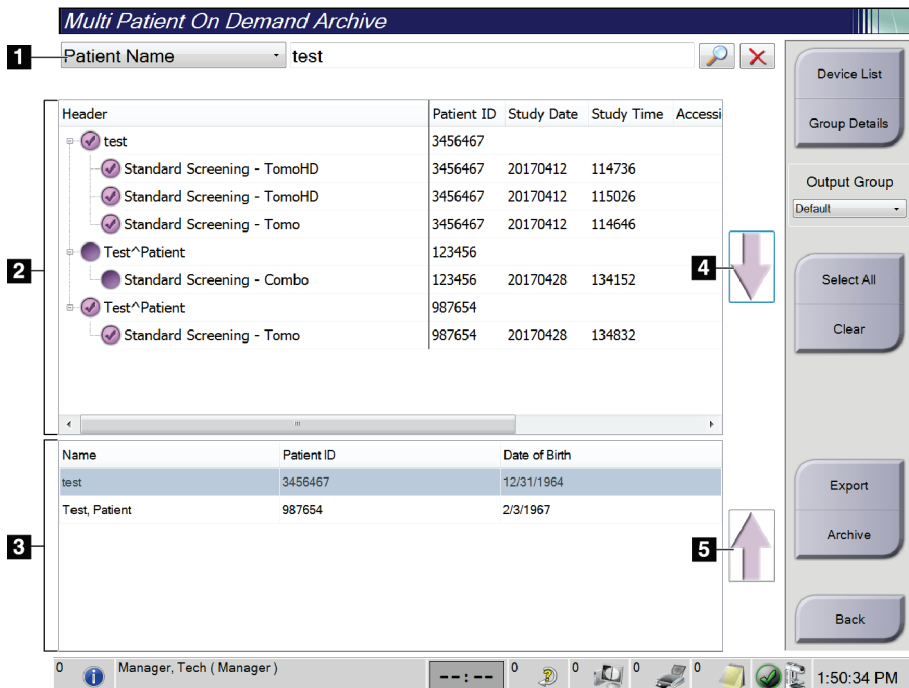 Multi Patient On Demand Archive
1 Patient Name test
Device List
Header Patient ID Study Date Study Time Accessi
Group Details
test 3456467
Standard Screening - TomoHD 3456467 20170412 114736
Output Group
Standard Screening - TomoHD 3456467 20170412 115026
Default
Standard Screening - Tomo 3456467 20170412 114646
Test^Patient 123456
2 4
Standard Screening - Combo 123456 20170428 134152
Select All
Test^Patient 987654
Clear
Standard Screening - Tomo 987654 20170428 134832
Name Patient ID Date of Birth
test 3456467 12/31/1964
Export
Test, Patient 987654 2/3/1967
Archive
3 5
Back
0 Manager, Tech ( Manager ) --:-- 0 0 0 0 1:50:34 PM